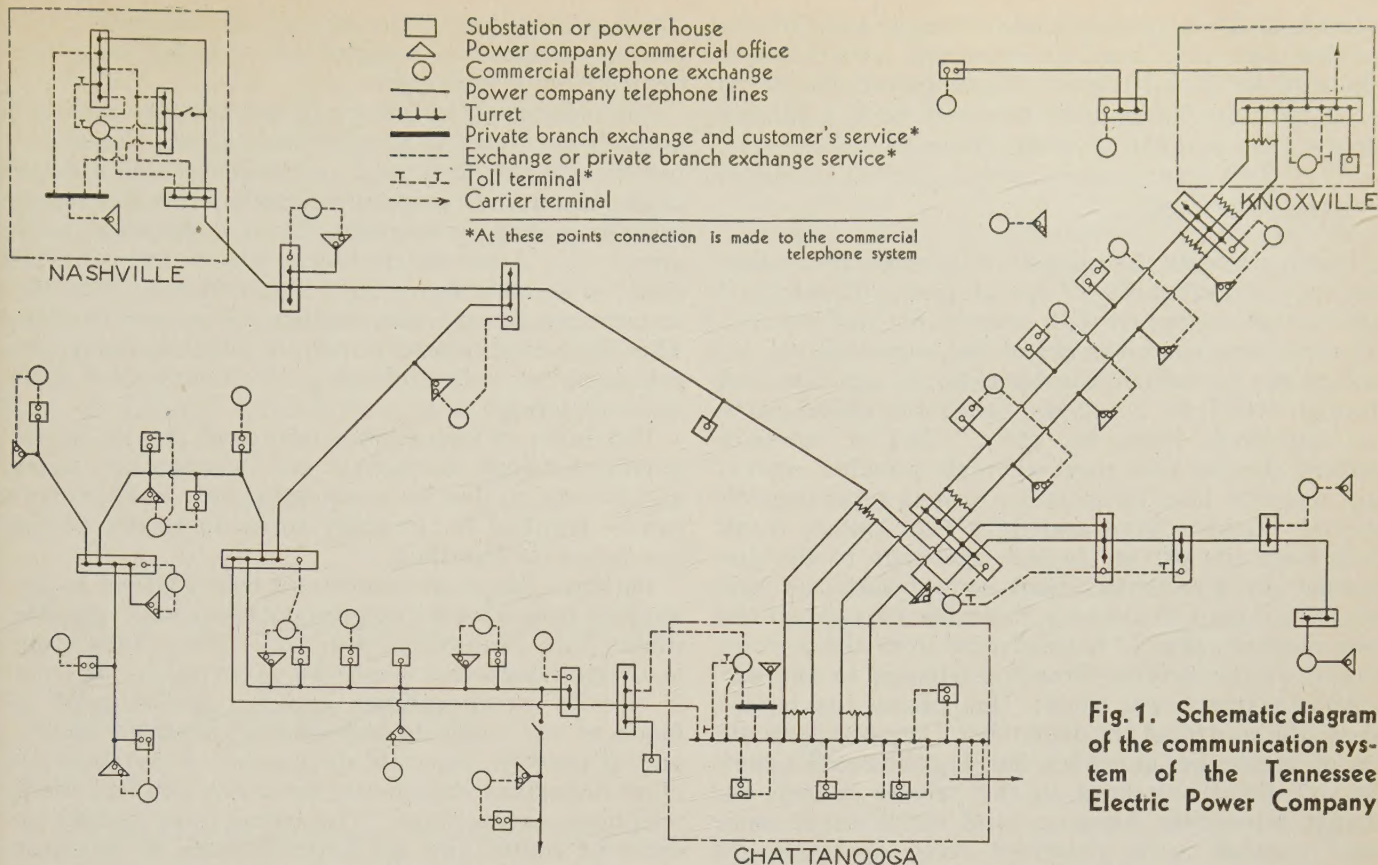 Substation or power house
Power company commercial office
Commercial telephone exchange
Power company telephone lines
Turret
Private branch exchange and customer's service*
Exchange or private branch exchange service*
Toll terminal*
Carrier terminal
*At these points connection is made to the commercial
telephone system
NASHVILLE
KNOXVILLE
CHATTANOOGA
Fig. 1. Schematic diagram
of the communication sys-
tem of the Tennessee
Electric Power Company